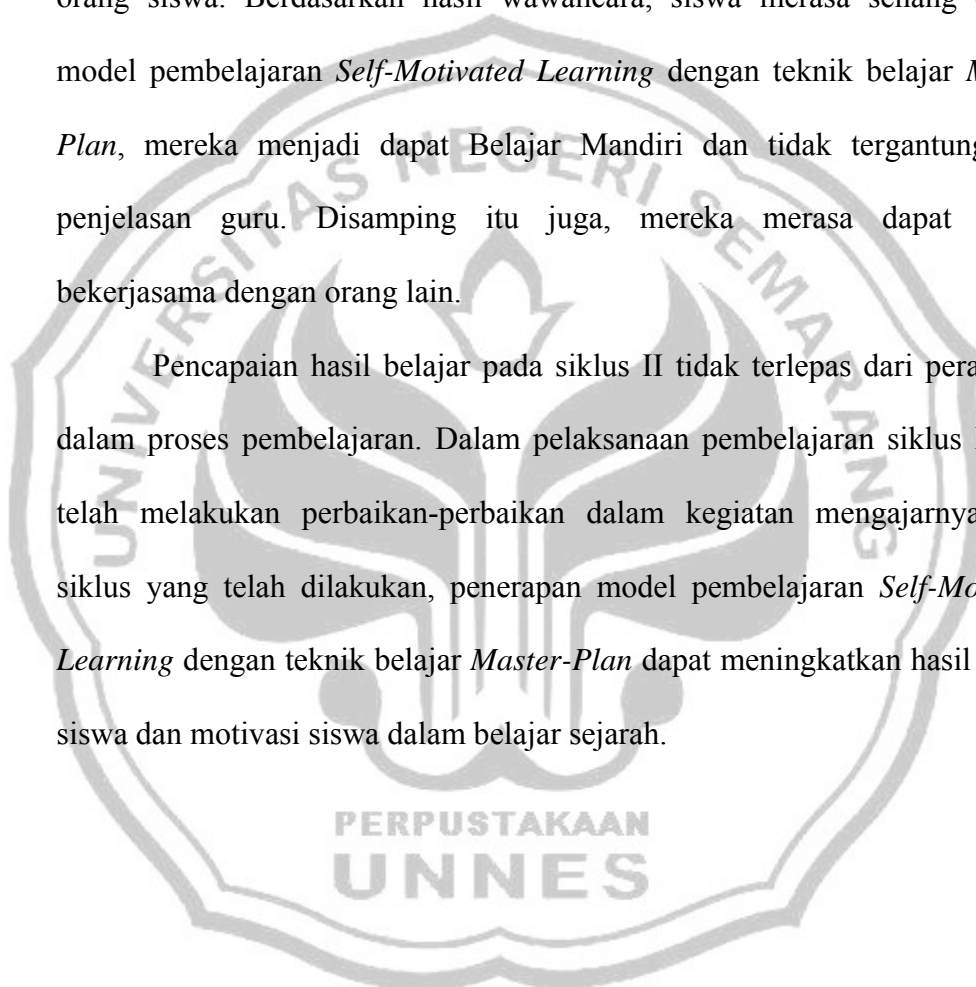 orang siswa. Berdasarkan hasil wawancara, siswa merasa senang
model pembelajaran Self-Motivated Learning dengan teknik belajar
Plan, mereka menjadi dapat Belajar Mandiri dan tidak tergantung
penjelasan guru. Disamping itu juga, mereka merasa dapat
bekerjasama dengan orang lain.
Pencapaian hasil belajar pada siklus II tidak terlepas dari
dalam proses pembelajaran. Dalam pelaksanaan pembelajaran siklus
telah melakukan perbaikan-perbaikan dalam kegiatan mengajarnya
siklus yang telah dilakukan, penerapan model pembelajaran
Learning dengan teknik belajar Master-Plan dapat meningkatkan hasil
siswa dan motivasi siswa dalam belajar sejarah.
UNIVERSITAS NEGERI SEMARANG
PERPUSTAKAAN
UNNES